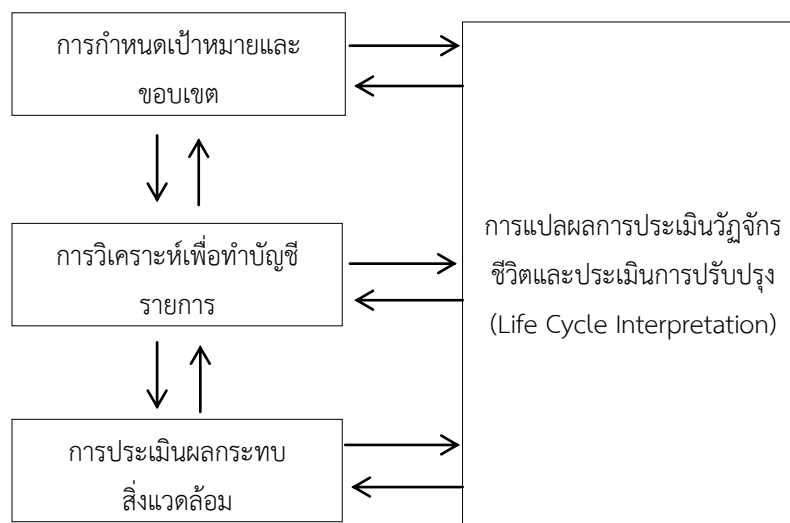 การกำหนดเป้าหมายและ
ขอบเขต
การวิเคราะห์เพื่อทำบัญชี
รายการ
การประเมินผลกระทบ
สิ่งแวดล้อม
การแปลผลการประเมินวัฏจักร
ชีวิตและประเมินการปรับปรุง
(Life Cycle Interpretation)